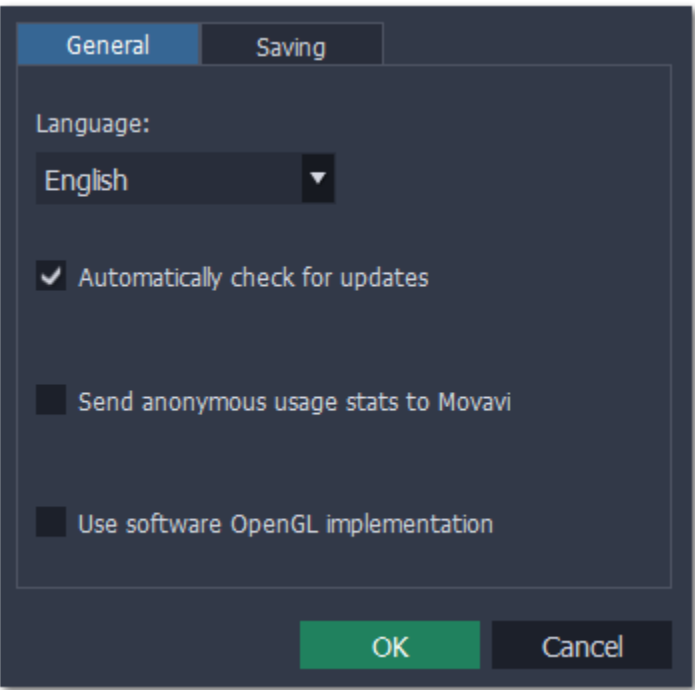 General
Saving
Language:
English
Automatically check for updates
Send anonymous usage stats to Movavi
Use software OpenGL implementation
OK
Cancel